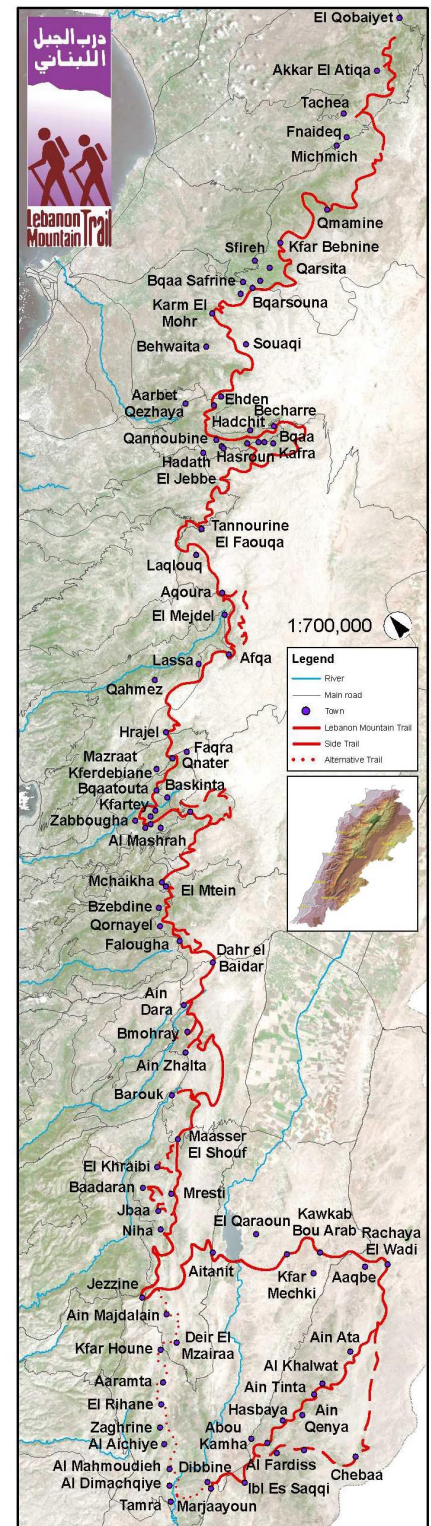 درب الجبل
اللبناني
Lebanon
Mountain Trail
El Qobaiyet
Akkar El Atiqa
Tachea
Fnaideq
Michmich
Qmamine
Kfar Bebnine
Sfireh
Qarsita
Bqaa Safrine
Bqarsouna
Karm El
Mohr
Behwaita
Souaqi
Aarbet
Qezhaya
Ehden
Becharre
Hadchit
Qannoubine
Bqaa
Kafra
Hasroun
Hadath
El Jebbe
Tannourine
El Faouqa
Laqlouq
Aqoura
El Mejdel
1:700,000
Legend
River
Main road
Town
Lebanon Mountain Trail
Side Trail
Alternative Trail
Afqa
Lassa
Qahmez
Hrajel
Faqra
Qnater
Mazraat
Kferdebiane
Bqaatouta
Baskinta
Kfartey
Zabbougha
Al Mashrah
Mchaikha
El Mtein
Bzebdine
Qornayel
Falougha
Dahr el
Baidar
Ain
Dara
Bmohray
Ain Zhalta
Barouk
Maasser
El Shouf
El Khraibi
Baadaran
Mresti
Jbaa
Niha
El Qaraoun
Kawkab
Bou Arab
Rachaya
El Wadi
Aitanit
Kfar
Mechki
Aaqbe
Jezzine
Ain Majdalain
Deir El
Mzairaa
Kfar Houne
Ain Ata
Al Khalwat
Aaramta
Ain Tinta
El Rihane
Hasbaya
Ain
Qenya
Zaghrine
Abou
Kamha
Al Aichiye
Al Mahmoudieh
Dibbine
Al Fardiss
Chebaa
Al Dimachqiye
Ibl Es Saqqi
Tamra
Marjaayoun